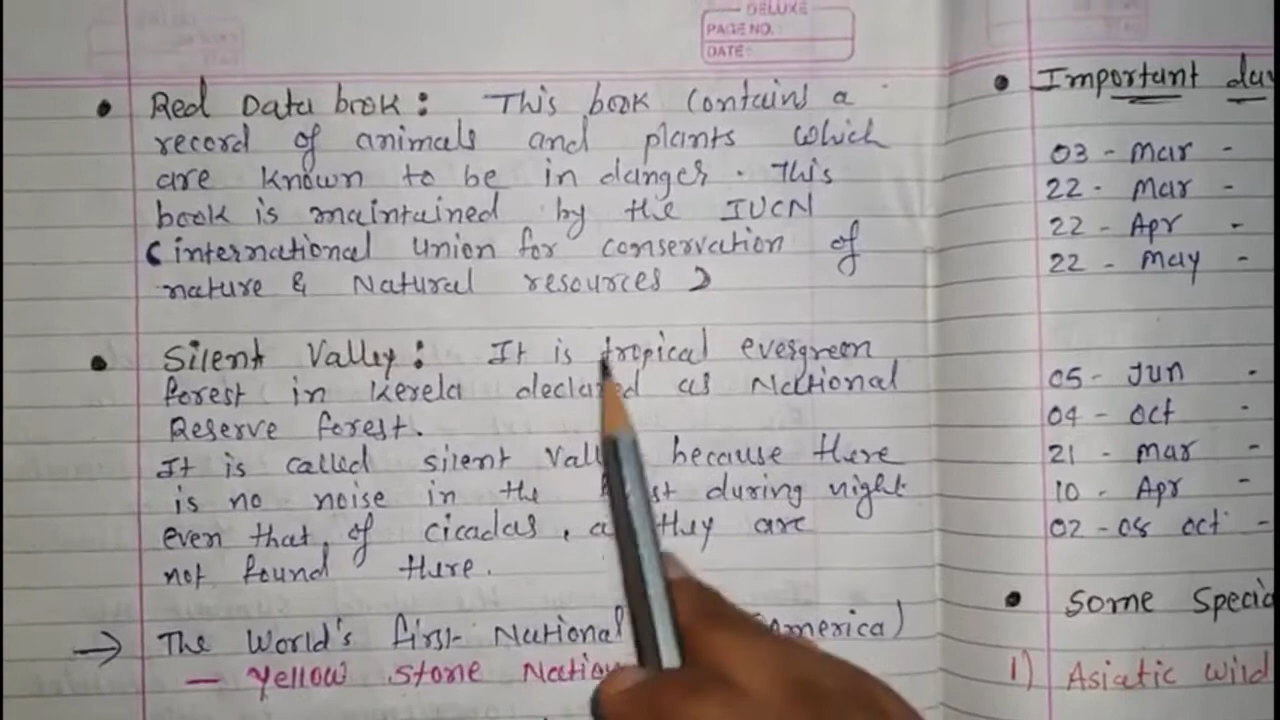 DELUXE
PAGE NO.:
DATE:
• Red Data book : This book contains a
record of animals and plants which
are known to be in danger . This
book is maintained by the IUCN
( international Union for conservation of
nature & Natural resources )
• Silent Valley : It is tropical evergreen
forest in Kerela declared as National
Reserve forest.
It is called silent because there
is no noise in the during night
even that of cicadas , they are
not found there.
→ The World's first National America)
– Yellow Stone
• Important
03 - Mar -
22 - Mar -
22 - Apr -
22 - May -
05 - Jun -
04 - Oct -
21 - Mar -
10 - Apr -
02 - 08 Oct -
• Some
1) Asiatic Wild